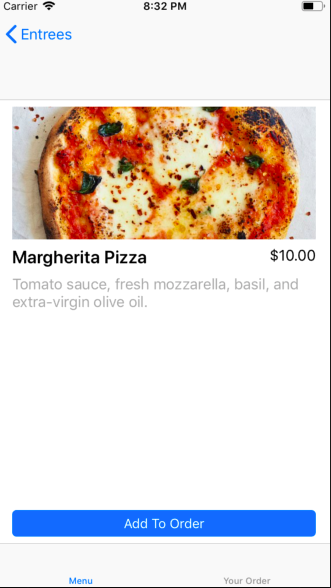 Carrier 8:32 PM
Entrees
Margherita Pizza $10.00
Tomato sauce, fresh mozzarella, basil, and
extra-virgin olive oil.
Add To Order
Menu Your Order